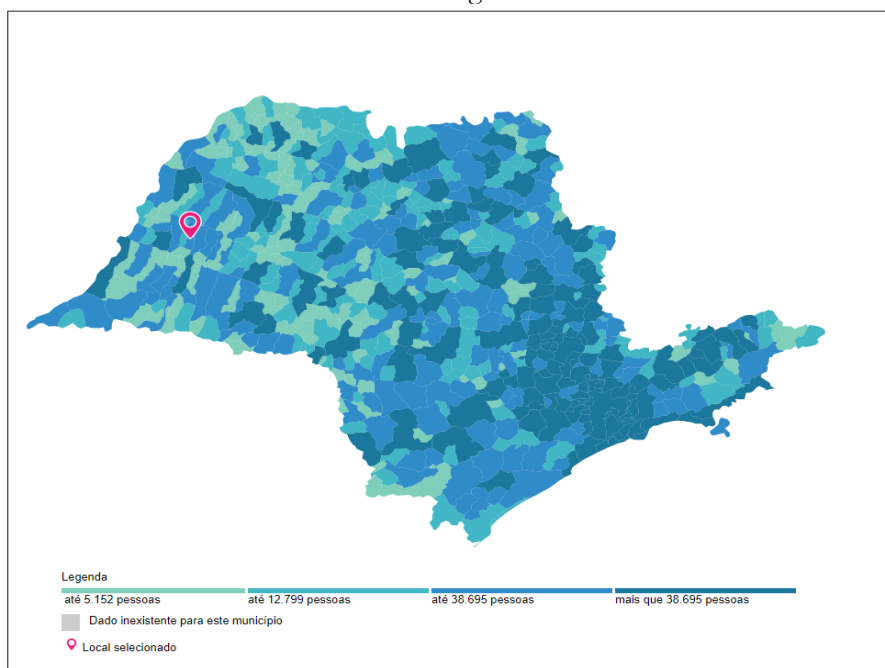 Legenda
até 5.152 pessoas
até 12.799 pessoas
até 38.695 pessoas
mais que 38.695 pessoas
Dado inexistente para este município
Local selecionado